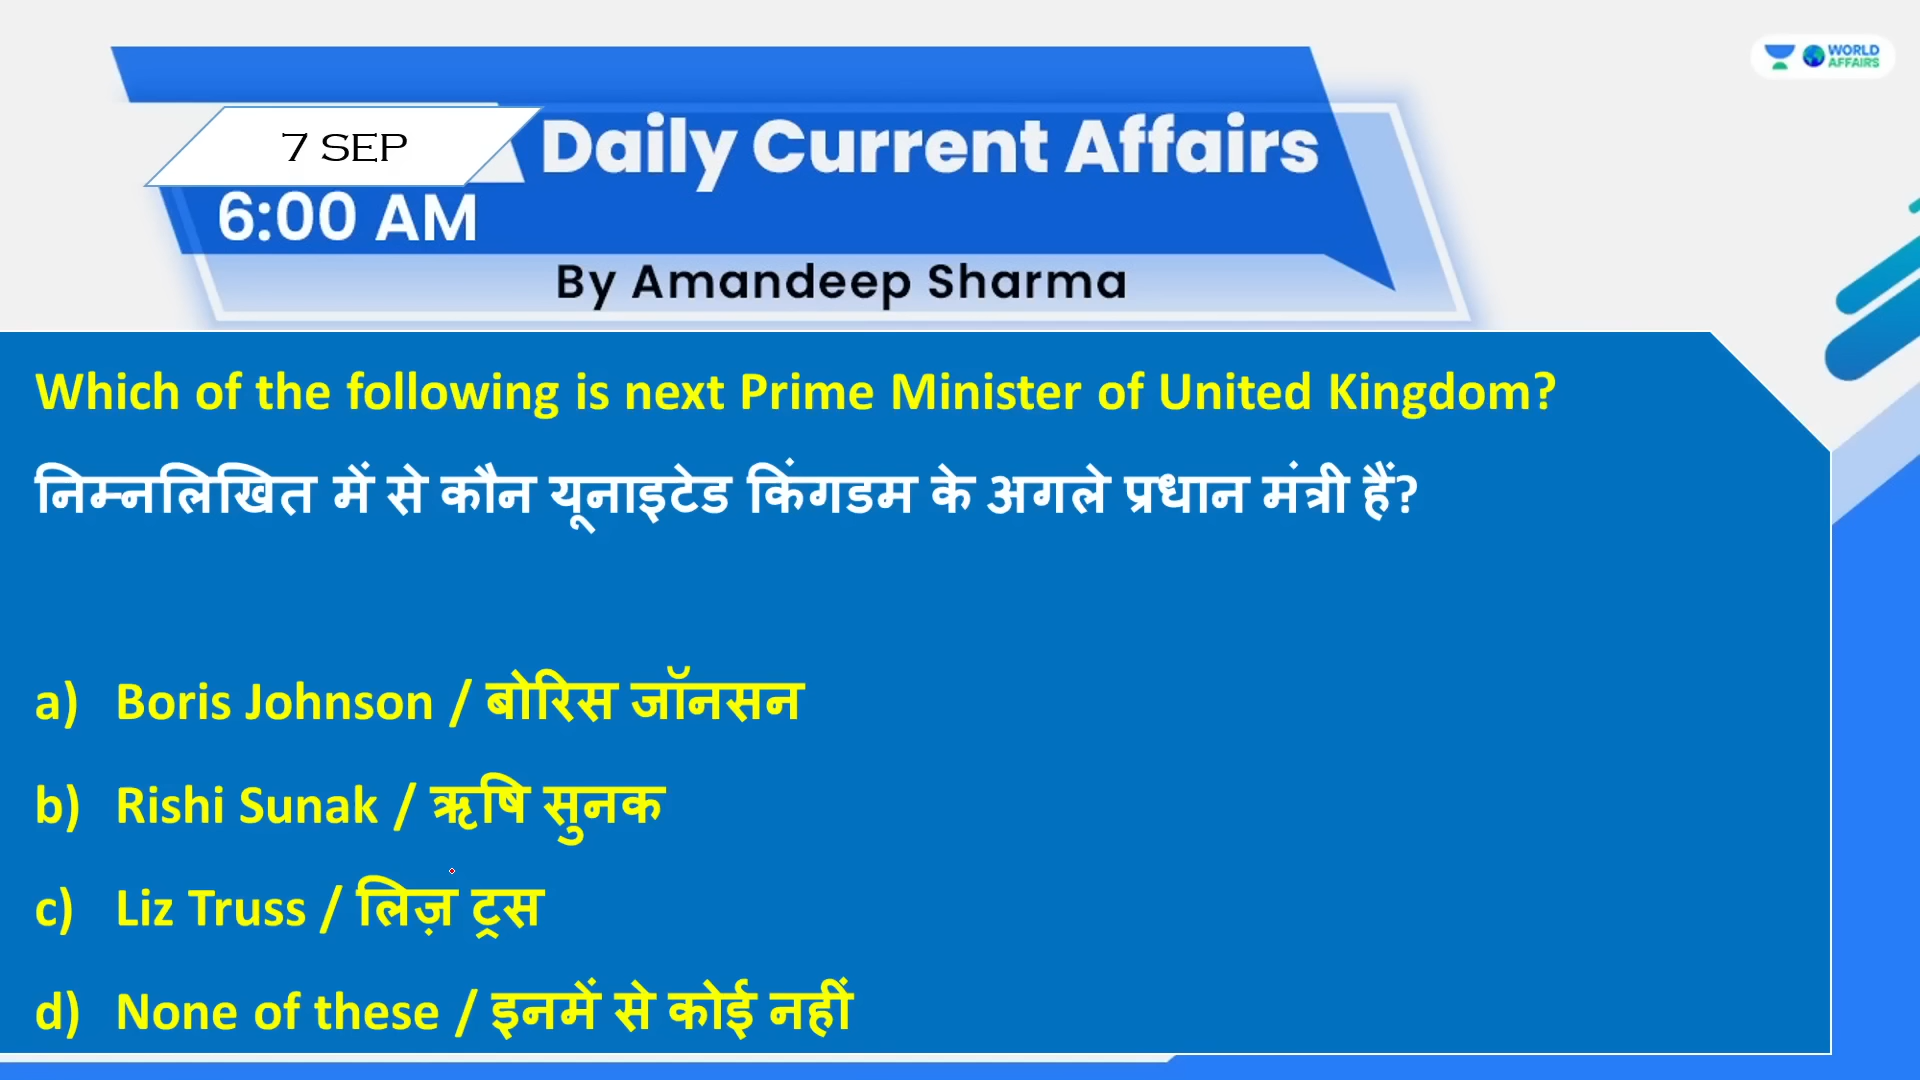 WORLD
AFFAIRS
7 SEP
Daily Current Affairs
6:00 AM
By Amandeep Sharma
Which of the following is next Prime Minister of United Kingdom?
निम्नलिखित में से कौन यूनाइटेड किंगडम के अगले प्रधान मंत्री हैं?
a) Boris Johnson / बोरिस जॉनसन
b) Rishi Sunak / ऋषि सुनक
c) Liz Truss / लिज़ ट्रस
d) None of these / इनमें से कोई नहीं